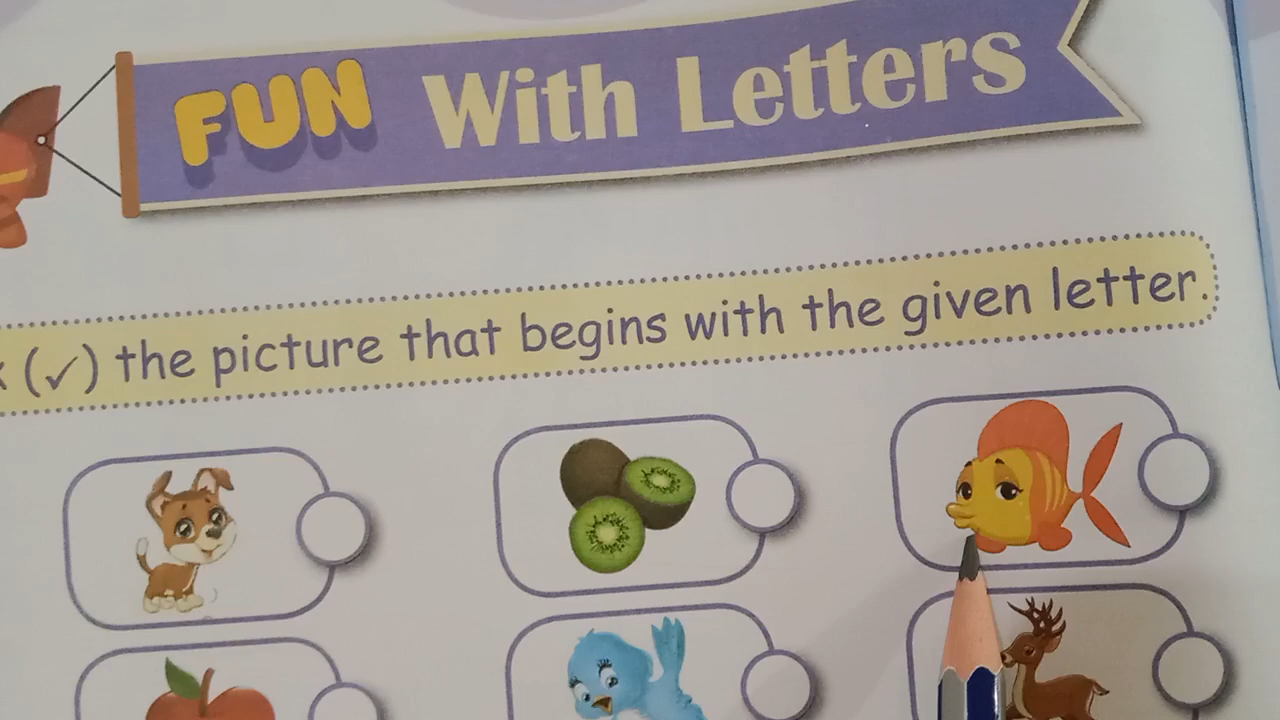 FUN With Letters
(✓) the picture that begins with the given letter.